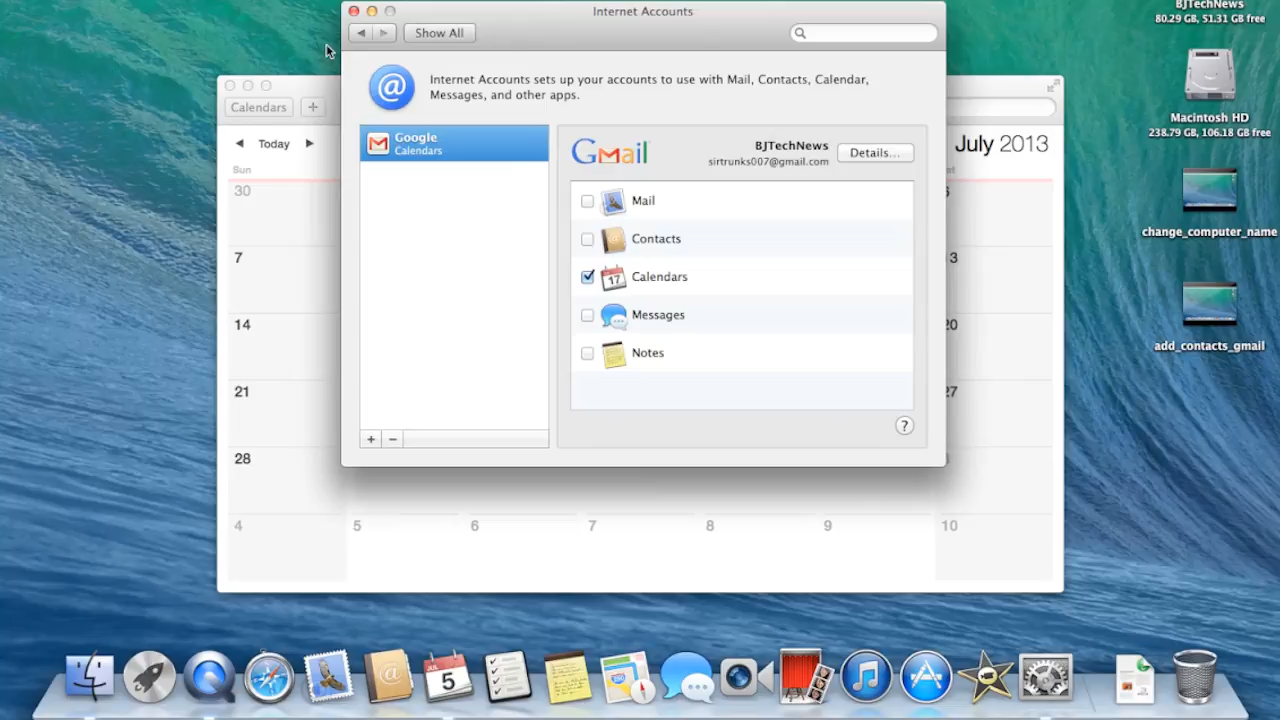 Internet Accounts
Show All
Internet Accounts sets up your accounts to use with Mail, Contacts, Calendar,
Messages, and other apps.
Google
Calendars
+
−
Gmail
BJTechNews
sirtrunks007@gmail.com
Details...
Mail
Contacts
17
Calendars
Messages
Notes
?
Calendars
+
Today
July 2013
Sun
30
7
14
21
28
4
5
6
7
8
9
10
20
27
BJTechNews
80.29 GB, 51.31 GB free
Macintosh HD
238.79 GB, 106.18 GB free
change_computer_name
add_contacts_gmail
JUL
5